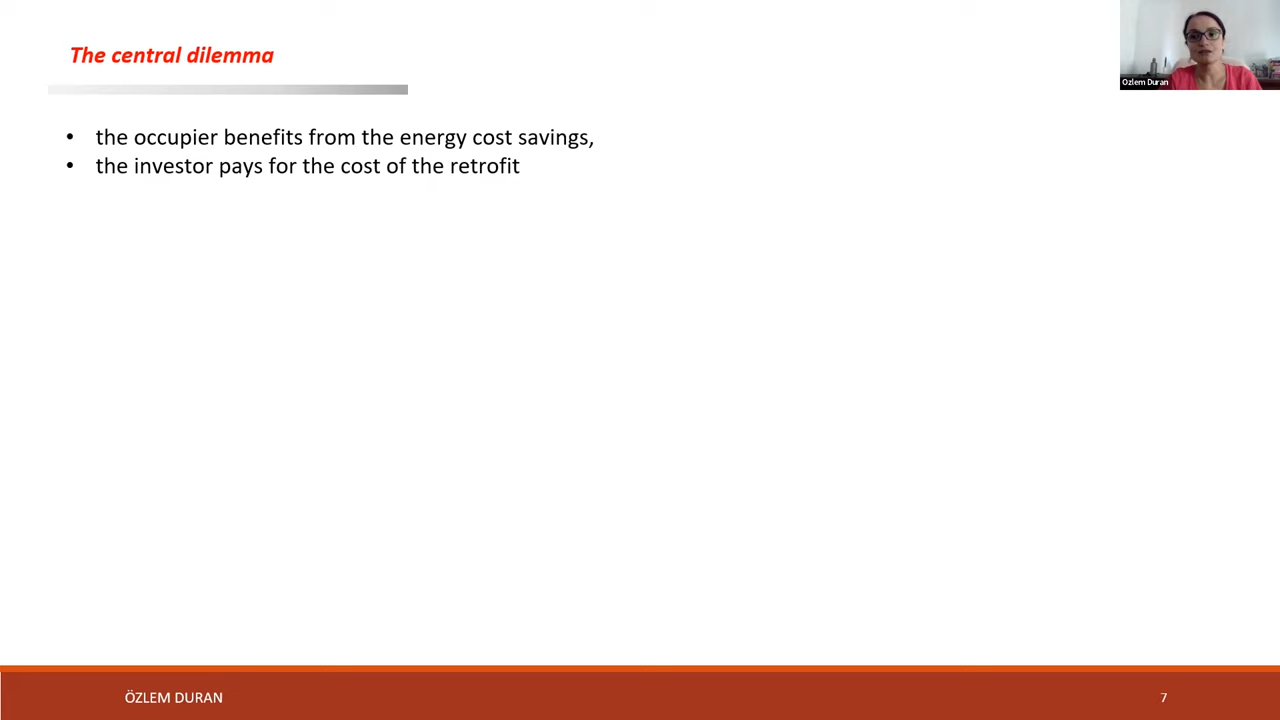 The central dilemma
Ozlem Duran
• the occupier benefits from the energy cost savings,
• the investor pays for the cost of the retrofit
ÖZLEM DURAN
7